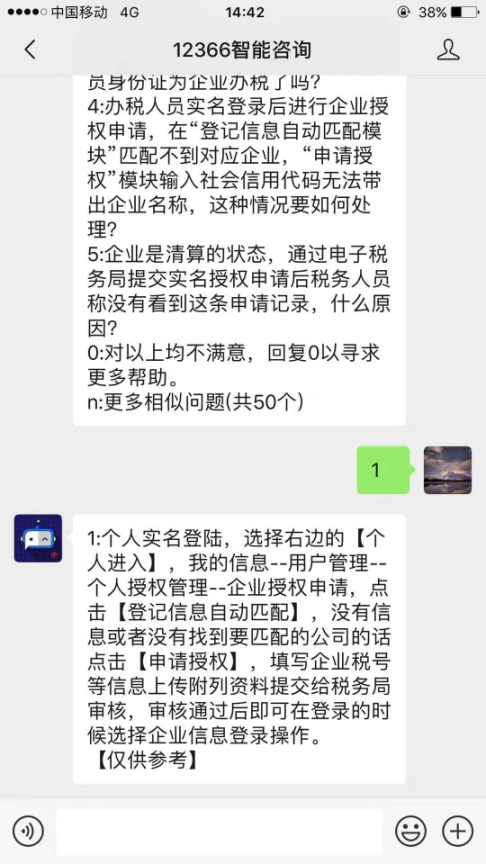 中国移动 4G 14:42 38%
12366智能咨询
员身份证为企业办税了吗?
4:办税人员实名登录后进行企业授
权申请，在“登记信息自动匹配模
块”匹配不到对应企业，“申请授
权”模块输入社会信用代码无法带
出企业名称，这种情况要如何处
理?
5:企业是清算的状态，通过电子税
务局提交实名授权申请后税务人员
称没有看到这条申请记录，什么原
因?
0:对以上均不满意，回复0以寻求
更多帮助。
n:更多相似问题(共50个)
1
1:个人实名登陆，选择右边的【个
人进入】，我的信息--用户管理--
个人授权管理--企业授权申请，点
击【登记信息自动匹配】，没有信
息或者没有找到要匹配的公司的话
点击【申请授权】，填写企业税号
等信息上传附列资料提交给税务局
审核，审核通过后即可在登录的时
候选择企业信息登录操作。
【仅供参考】